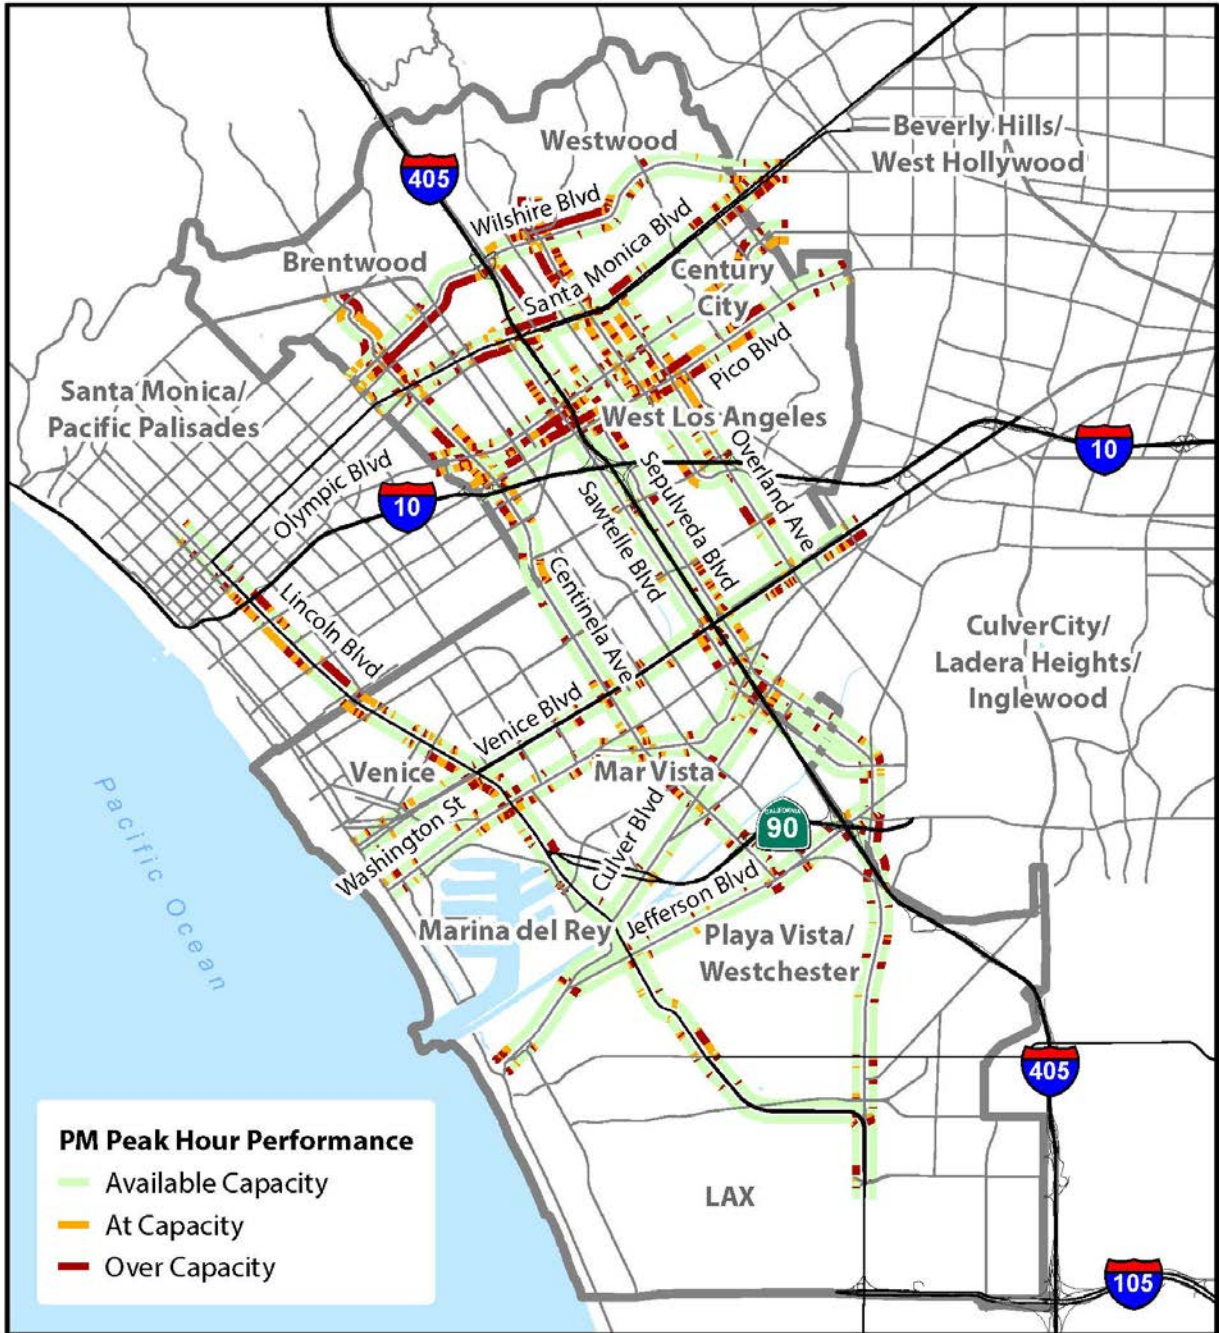 Westwood
Beverly Hills/
West Hollywood
405
Wilshire Blvd
Santa Monica Blvd
Brentwood
Century
City
Pico Blvd
Santa Monica/
Pacific Palisades
West Los Angeles
10
Olympic Blvd
10
Overland Ave
Sepulveda Blvd
Sawtelle Blvd
Centinela Ave
Lincoln Blvd
CulverCity/
Ladera Heights/
Inglewood
Venice Blvd
Venice
Mar Vista
Pacific Ocean
Washington St
Culver Blvd
CALIFORNIA
90
Jefferson Blvd
Marina del Rey
Playa Vista/
Westchester
405
PM Peak Hour Performance
Available Capacity
At Capacity
Over Capacity
LAX
105